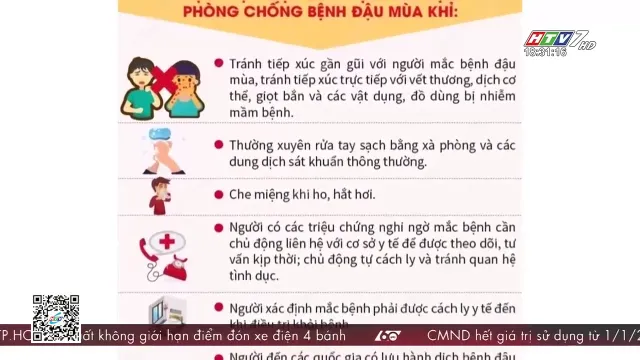 PHÒNG CHỐNG BỆNH ĐẬU MÙA KHỈ:
HTV7 HD
18:31:16
Tránh tiếp xúc gần gũi với người mắc bệnh đậu
mùa, tránh tiếp xúc trực tiếp với vết thương, dịch cơ
thể, giọt bắn và các vật dụng, đồ dùng bị nhiễm
mầm bệnh.
Thường xuyên rửa tay sạch bằng xà phòng và các
dung dịch sát khuẩn thông thường.
Che miệng khi ho, hắt hơi.
Người có các triệu chứng nghi ngờ mắc bệnh cần
chủ động liên hệ với cơ sở y tế để được theo dõi, tư
vấn kịp thời; chủ động tự cách ly và tránh quan hệ
tình dục.
Người xác định mắc bệnh phải được cách ly y tế đến
khi điều trị khỏi bệnh.
TP.HC ất không giới hạn điểm đón xe điện 4 bánh 60 CMND hết giá trị sử dụng từ 1/1/2
Người đến các quốc gia có lưu hành dịch bệnh đậu